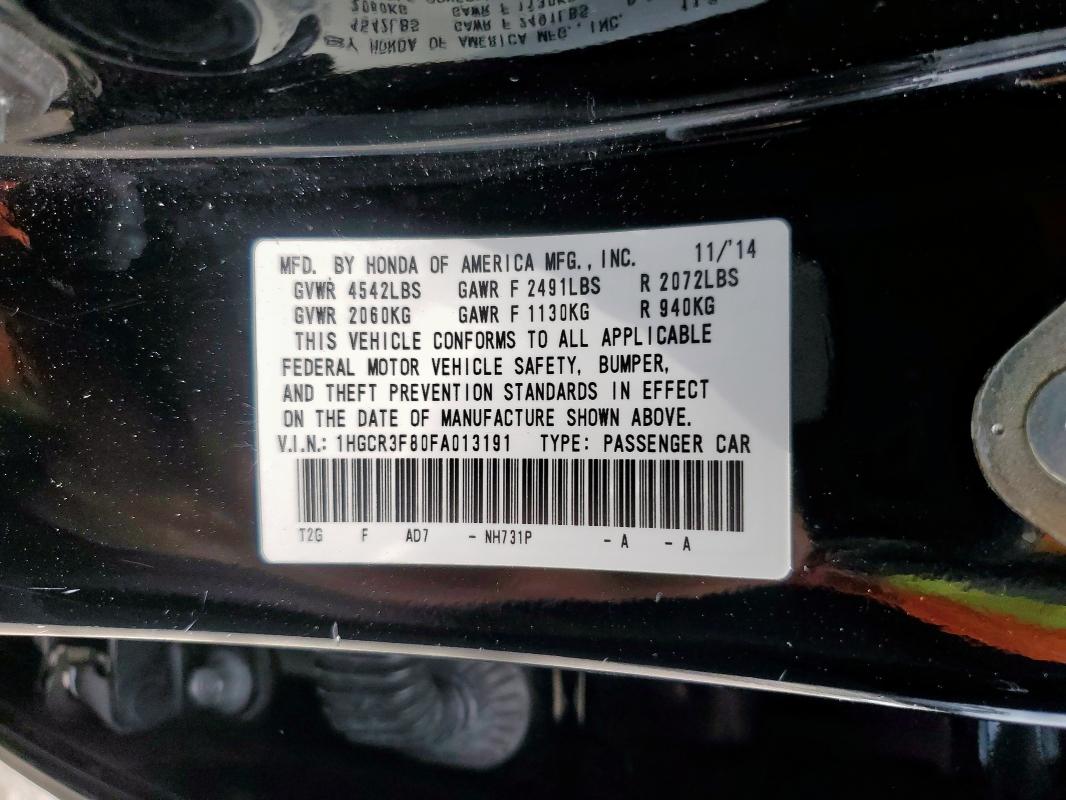 MFD. BY HONDA OF AMERICA MFG., INC. 11/'14
GVWR 4542LBS GAWR F 2491LBS R 2072LBS
GVWR 2060KG GAWR F 1130KG R 940KG
THIS VEHICLE CONFORMS TO ALL APPLICABLE
FEDERAL MOTOR VEHICLE SAFETY, BUMPER,
AND THEFT PREVENTION STANDARDS IN EFFECT
ON THE DATE OF MANUFACTURE SHOWN ABOVE.
V.I.N.: 1HGCR3F80FA013191 TYPE: PASSENGER CAR
T2G F AD7 - NH731P - A - A